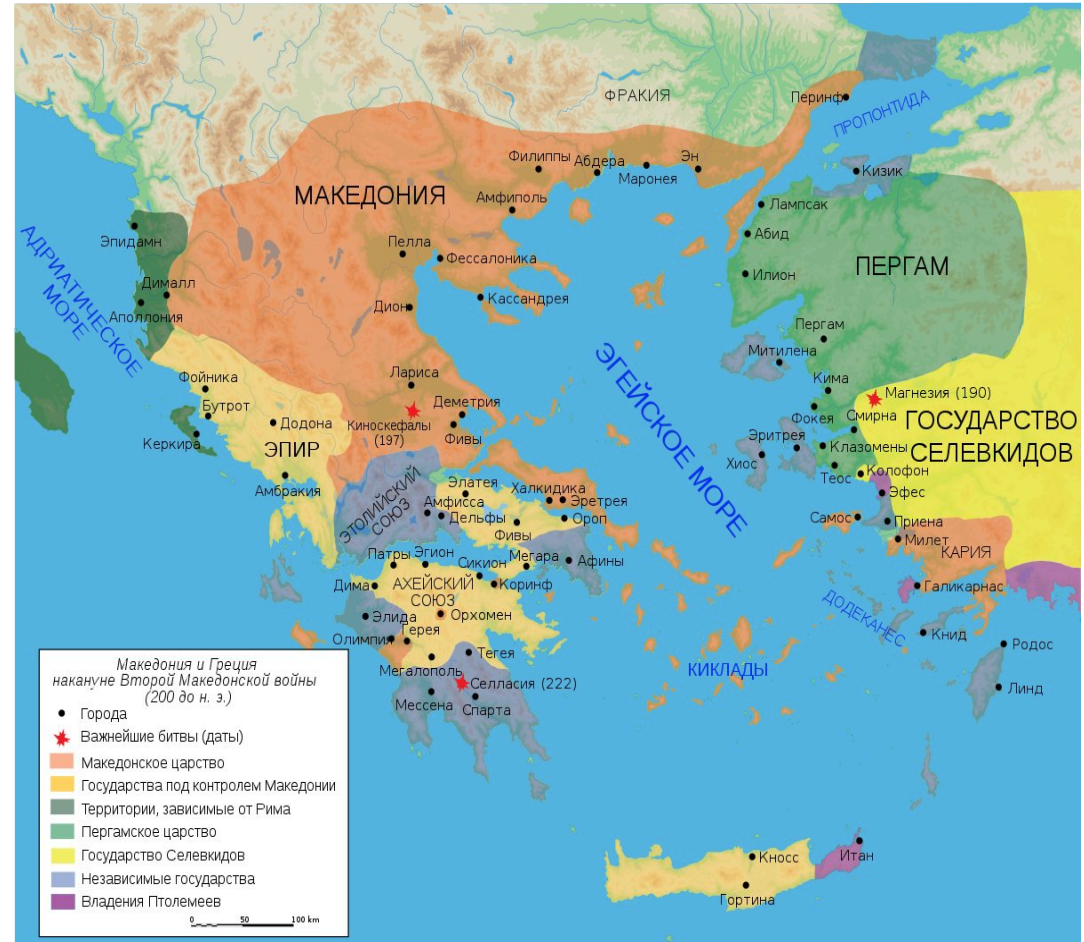 ФРАКИЯ
Перинф
ПРОПОНТИДА
Филиппы
Абдера
Маронея
Эн
Кизик
МАКЕДОНИЯ
Амфиполь
Лампсак
Эпидамн
Абид
АДРИАТИЧЕСКОЕ
МОРЕ
Пелла
Фессалоника
Илион
ПЕРГАМ
Дималл
Аполлония
Дион
Кассандрея
Пергам
ЭГЕЙСКОЕ МОРЕ
Митилена
Фойника
Лариса
Кима
Магнезия (190)
Бутрот
Додона
Деметрия
Киноскефалы
(197)
Фивы
Фокея
Смирна
ГОСУДАРСТВО
СЕЛЕВКИДОВ
Керкира
ЭПИР
Эритрея
Хиос
Клазомены
Теос
Колофон
Амбракия
ЭТОЛИЙСКИЙ
СОЮЗ
Элатея
Амфисса
Дельфы
Халкидика
Эретрея
Эфес
Фивы
Ороп
Самос
Приена
Милет
КАРИЯ
Патры
Эгион
Сикион
Мегара
Афины
Дима
АХЕЙСКИЙ
СОЮЗ
Коринф
Галикарнас
Элида
Орхомен
ДОДЕКАНЕС
Олимпия
Герея
Книд
Родос
Тегея
Мегалополь
КИКЛАДЫ
Селласия (222)
Мессена
Спарта
Линд
Кносс
Итан
Гортина
Македония и Греция
накануне Второй Македонской войны
(200 до н. э.)
Города
Важнейшие битвы (даты)
Македонское царство
Государства под контролем Македонии
Территории, зависимые от Рима
Пергамское царство
Государство Селевкидов
Независимые государства
Владения Птолемеев
0 50 100 km